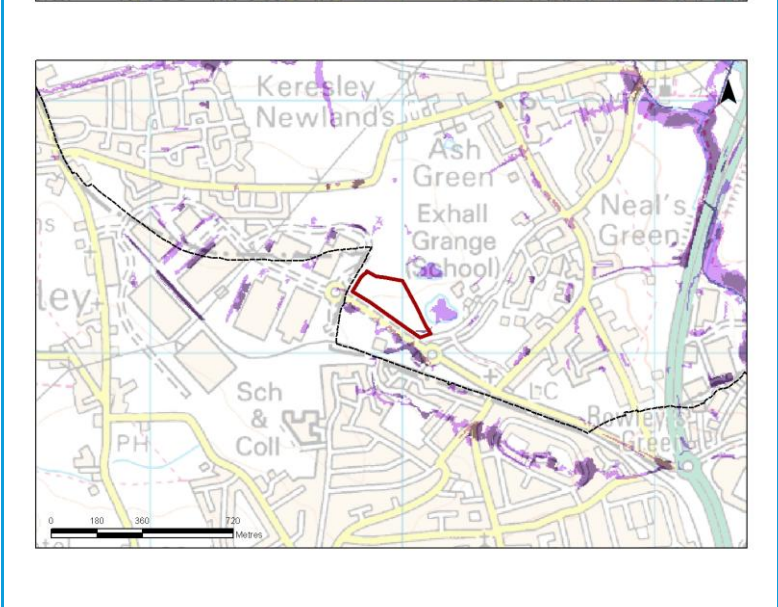 Keresley
Newlands
Ash
Green
Exhall
Grange
(School)
Neal's
Green
ns
ley
Sch
&
Coll
PH
LC
Green
0 180 360 720
Metres